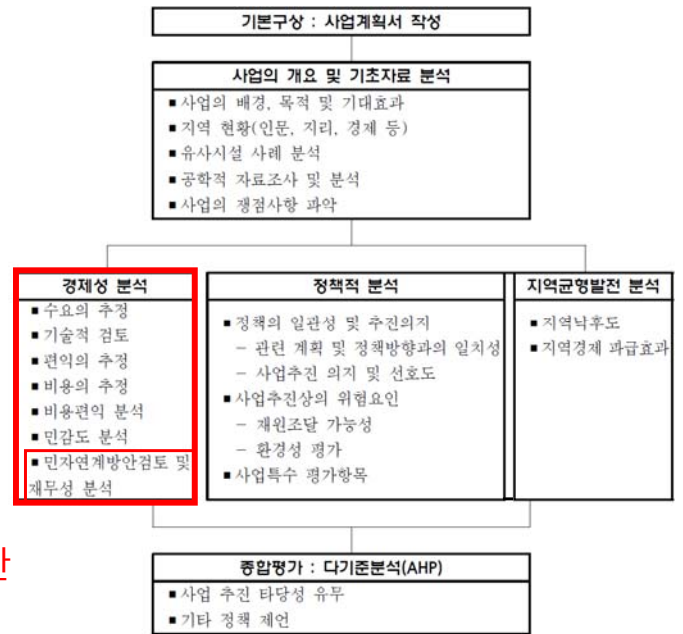 기본구상 : 사업계획서 작성
사업의 개요 및 기초자료 분석
■ 사업의 배경, 목적 및 기대효과
■ 지역 현황(인문, 지리, 경제 등)
■ 유사시설 사례 분석
■ 공학적 자료조사 및 분석
■ 사업의 쟁점사항 파악
경제성 분석
■ 수요의 추정
■ 기술적 검토
■ 편익의 추정
■ 비용의 추정
■ 비용편익 분석
■ 민감도 분석
■ 민자연계방안검토 및
재무성 분석
정책적 분석
■ 정책의 일관성 및 추진의지
– 관련 계획 및 정책방향과의 일치성
– 사업추진 의지 및 선호도
■ 사업추진상의 위험요인
– 재원조달 가능성
– 환경성 평가
■ 사업특수 평가항목
지역균형발전 분석
■ 지역낙후도
■ 지역경제 파급효과
종합평가 : 다기준분석(AHP)
■ 사업 추진 타당성 유무
■ 기타 정책 제언